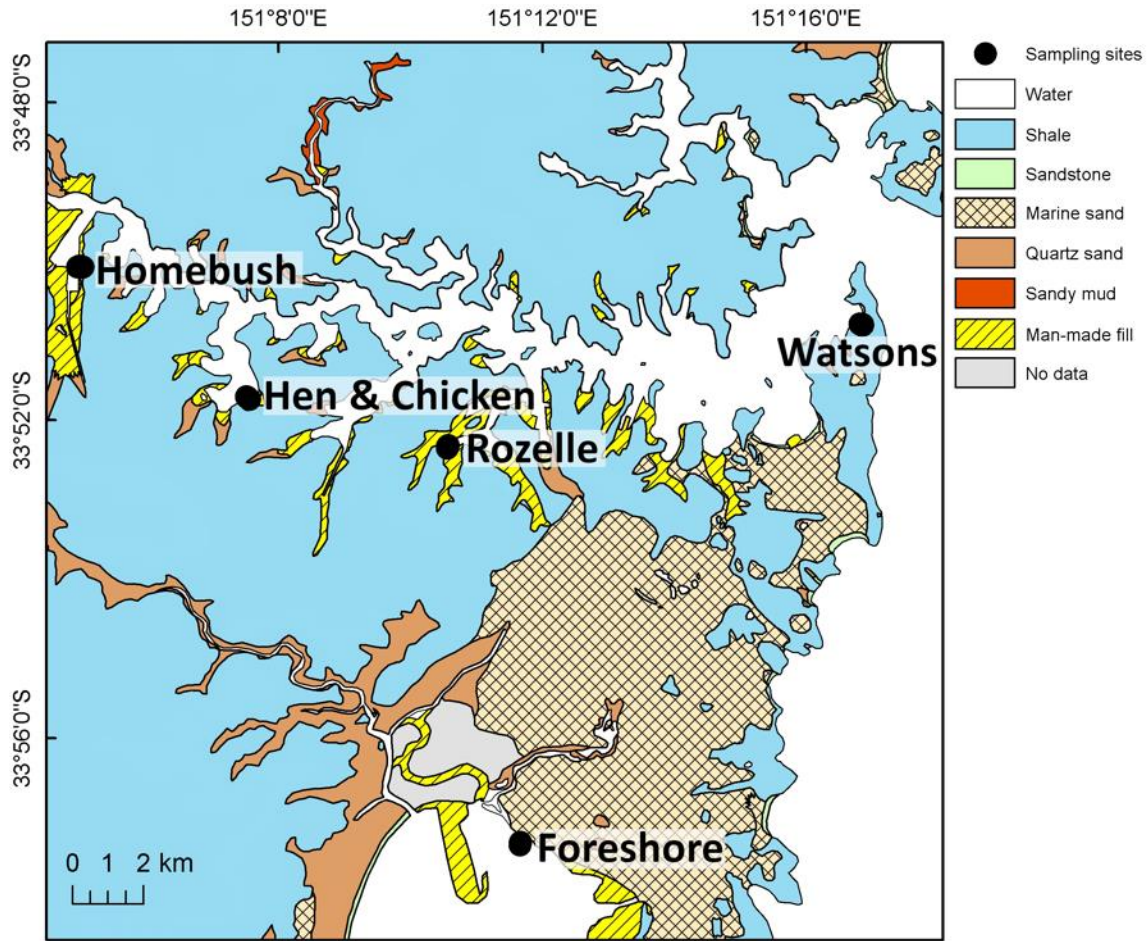 151°8'0"E
151°12'0"E
151°16'0"E
33°48'0"S
33°52'0"S
33°56'0"S
Homebush
Hen & Chicken
Rozelle
Watsons
Foreshore
0 1 2 km
Sampling sites
Water
Shale
Sandstone
Marine sand
Quartz sand
Sandy mud
Man-made fill
No data